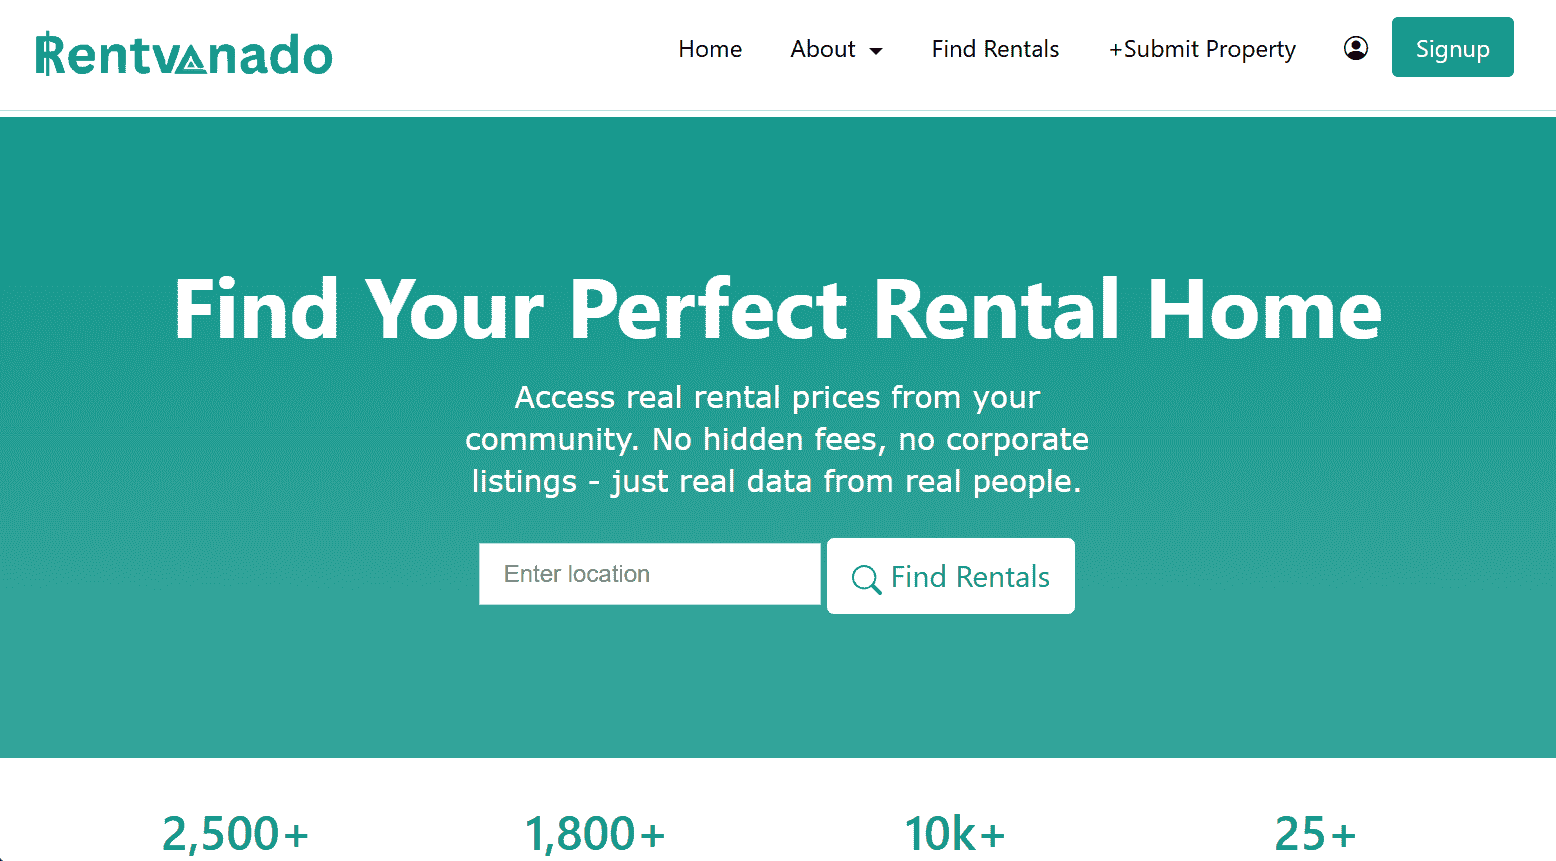 Rentvanado
Home
About
Find Rentals
+Submit Property
Signup
Find Your Perfect Rental Home
Access real rental prices from your
community. No hidden fees, no corporate
listings - just real data from real people.
Enter location
Find Rentals
2,500+
1,800+
10k+
25+